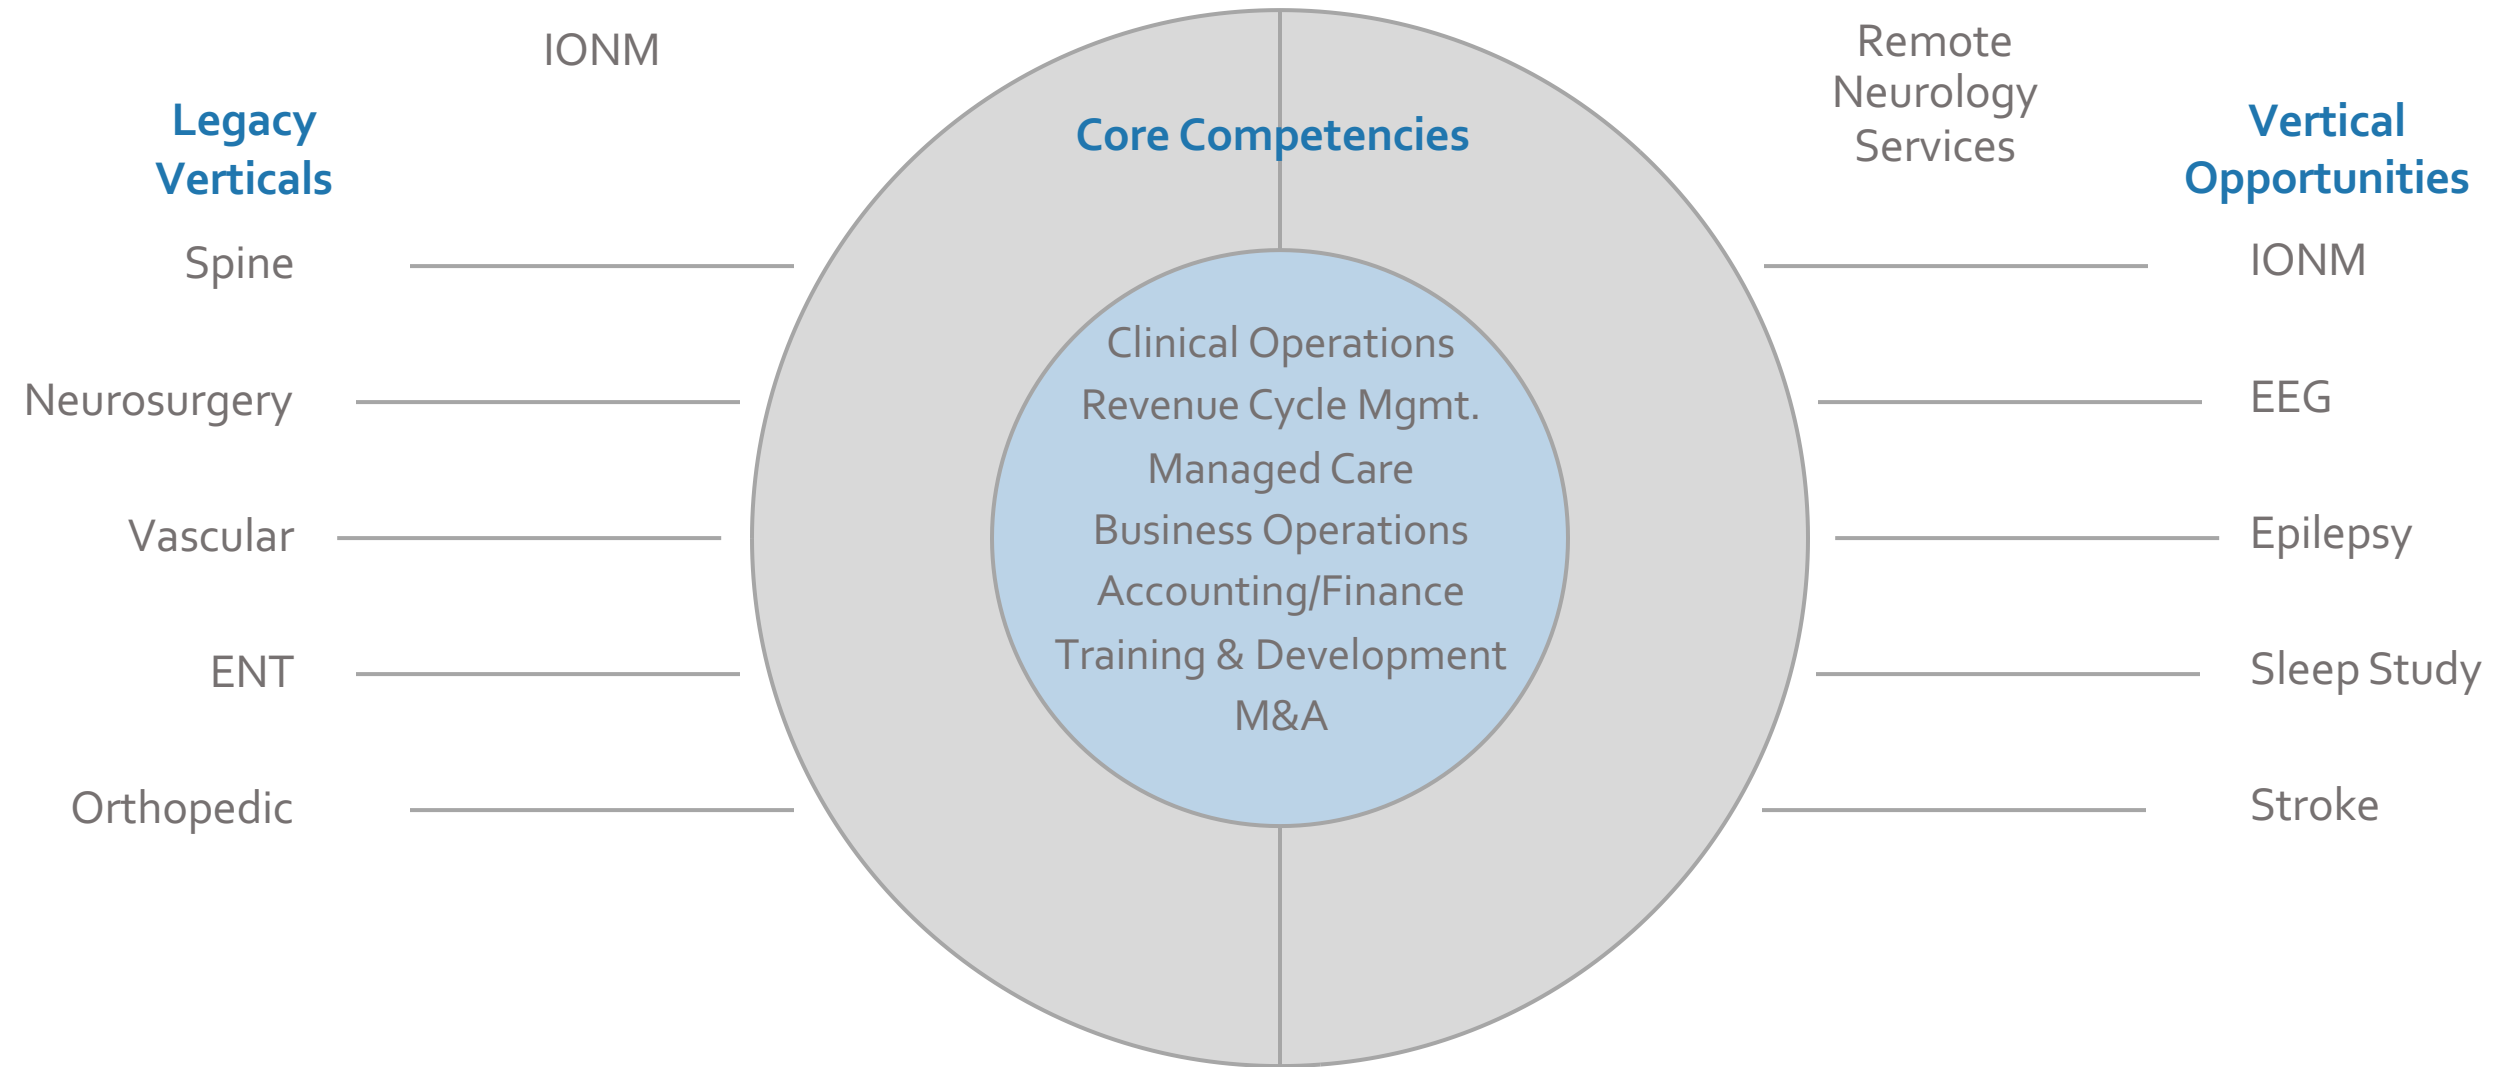 IONM
Legacy
Verticals
Spine
Neurosurgery
Vascular
ENT
Orthopedic
Core Competencies
Clinical Operations
Revenue Cycle Mgmt.
Managed Care
Business Operations
Accounting/Finance
Training & Development
M&A
Remote
Neurology
Services
Vertical
Opportunities
IONM
EEG
Epilepsy
Sleep Study
Stroke